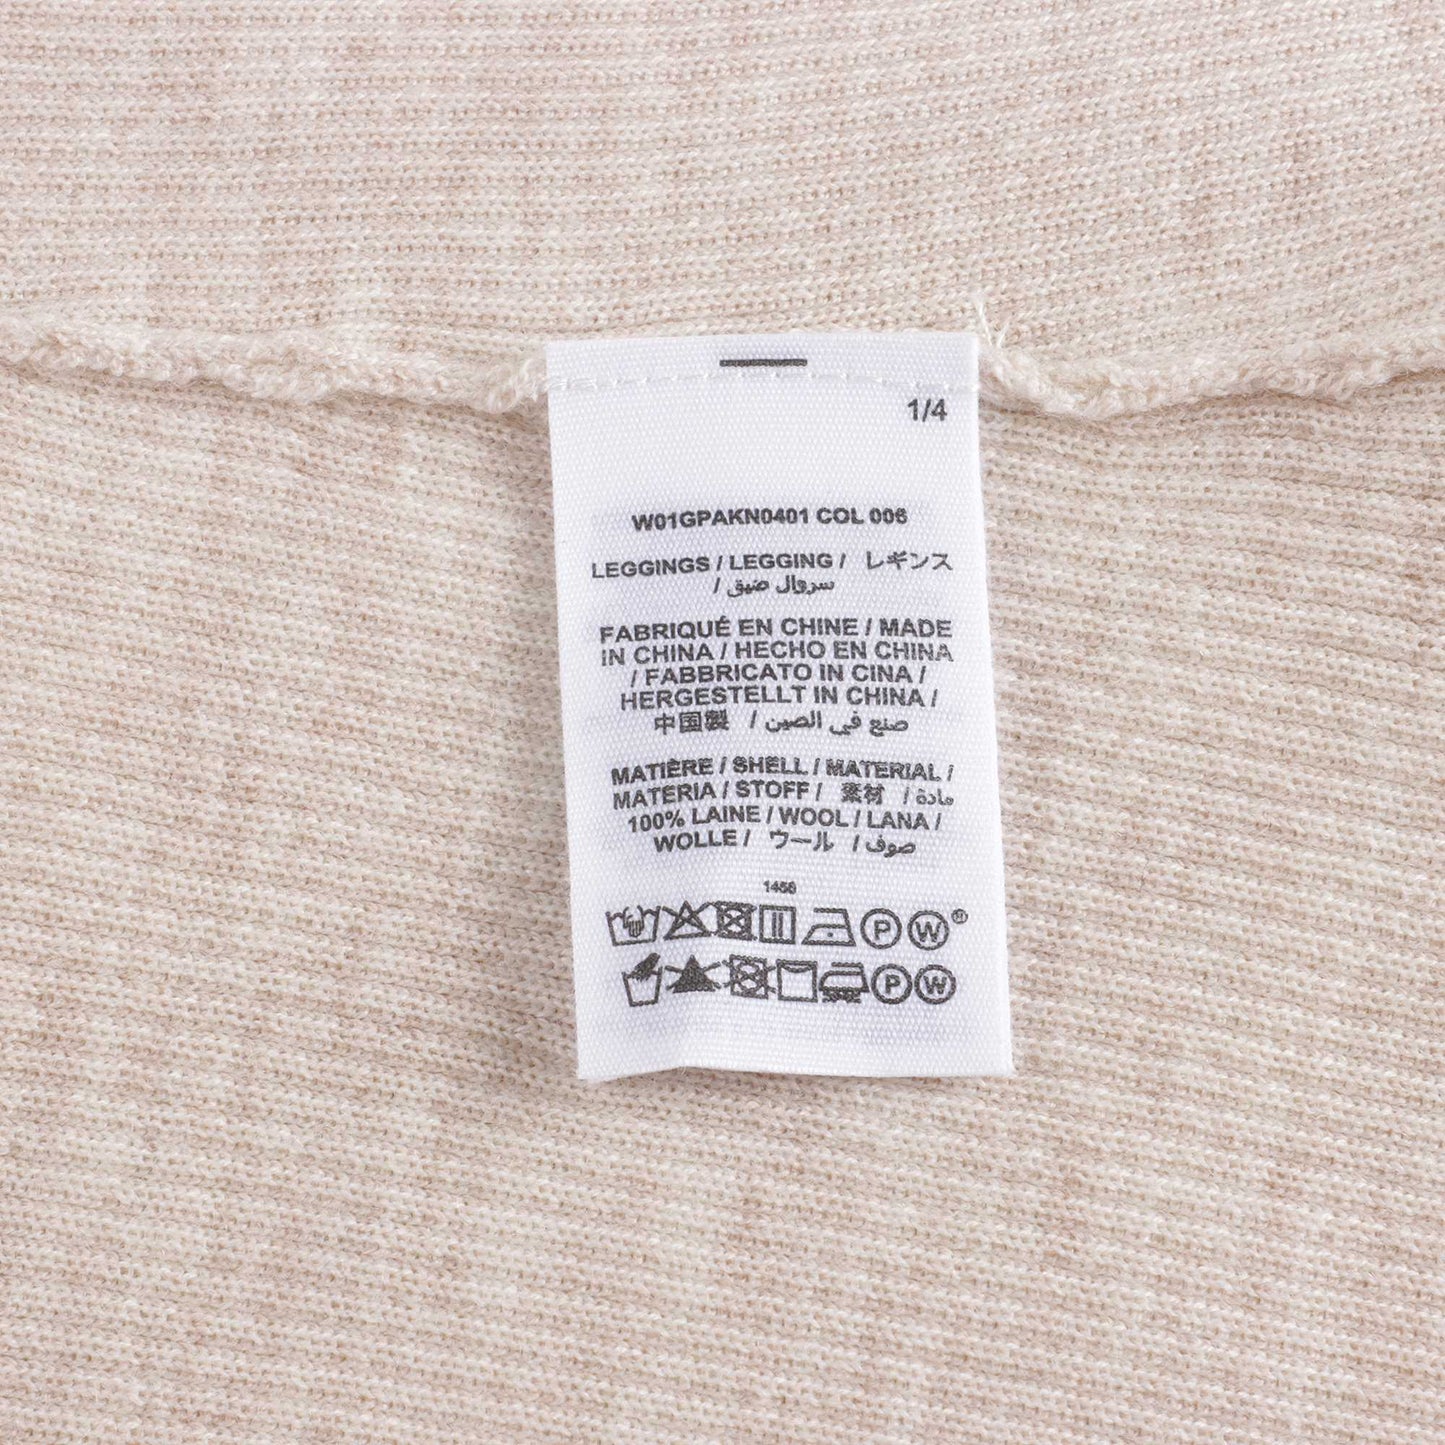 1/4
W01GPAKN0401 COL 006
LEGGINGS / LEGGING / レギンス
/ سروال ضيق
FABRIQUÉ EN CHINE / MADE
IN CHINA / HECHO EN CHINA
/ FABBRICATO IN CINA /
HERGESTELLT IN CHINA /
中国製 / صنع في الصين
MATIÈRE / SHELL / MATERIAL /
MATERIA / STOFF / 素材 / مادة
100% LAINE / WOOL / LANA /
WOLLE / ウール / صوف
1458
P W
P W